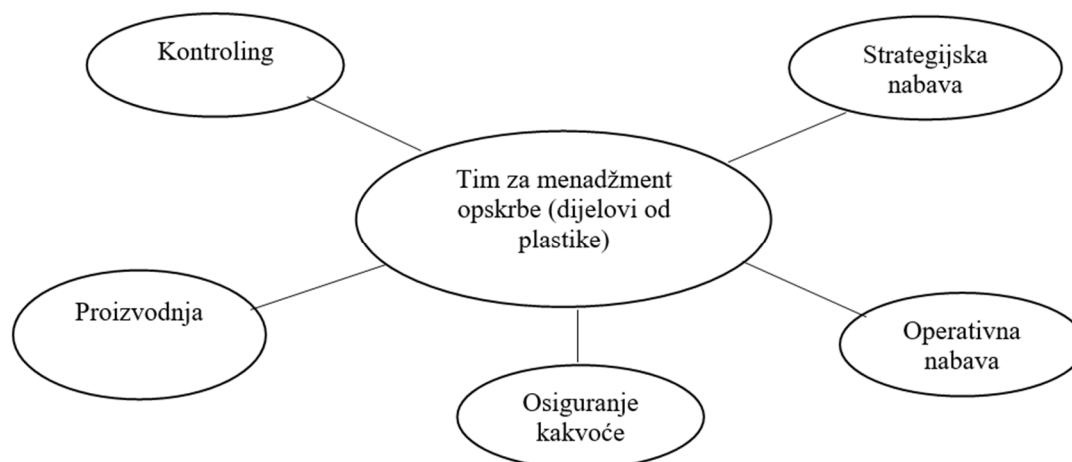 Kontroling
Strategijska
nabava
Tim za menadžment
opskrbe (dijelovi od
plastike)
Proizvodnja
Operativna
nabava
Osiguranje
kakvoće